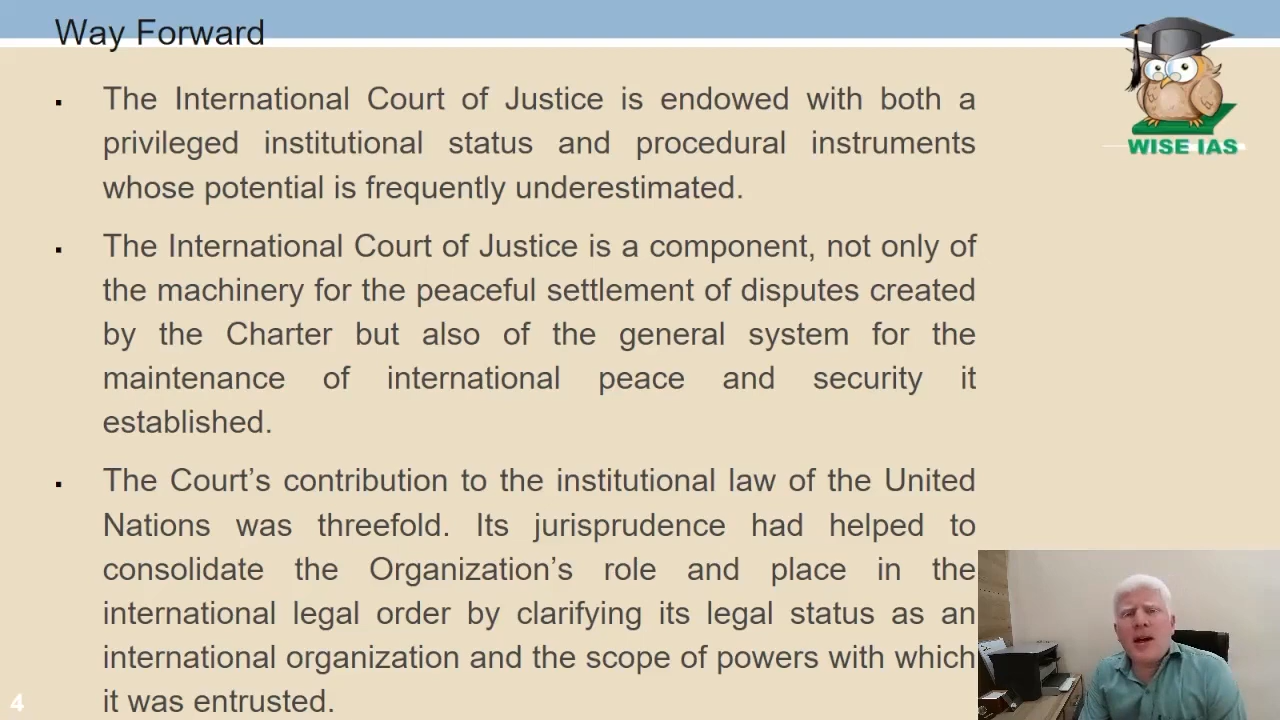 Way Forward
WISE IAS
▪ The International Court of Justice is endowed with both a
privileged institutional status and procedural instruments
whose potential is frequently underestimated.
▪ The International Court of Justice is a component, not only of
the machinery for the peaceful settlement of disputes created
by the Charter but also of the general system for the
maintenance of international peace and security it
established.
▪ The Court’s contribution to the institutional law of the United
Nations was threefold. Its jurisprudence had helped to
consolidate the Organization’s role and place in the
international legal order by clarifying its legal status as an
international organization and the scope of powers with which
it was entrusted.
4